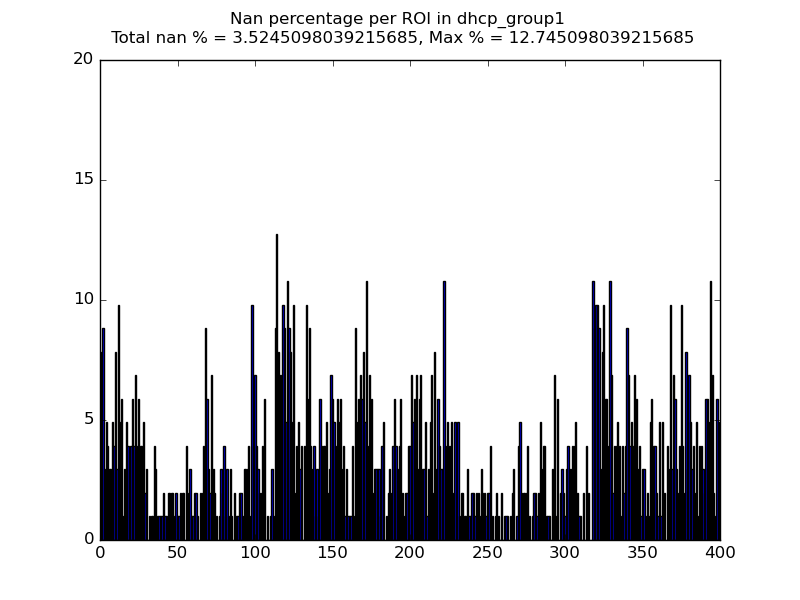 Nan percentage per ROI in dhcp_group1
Total nan % = 3.5245098039215685, Max % = 12.745098039215685
20
15
10
5
0
0 50 100 150 200 250 300 350 400